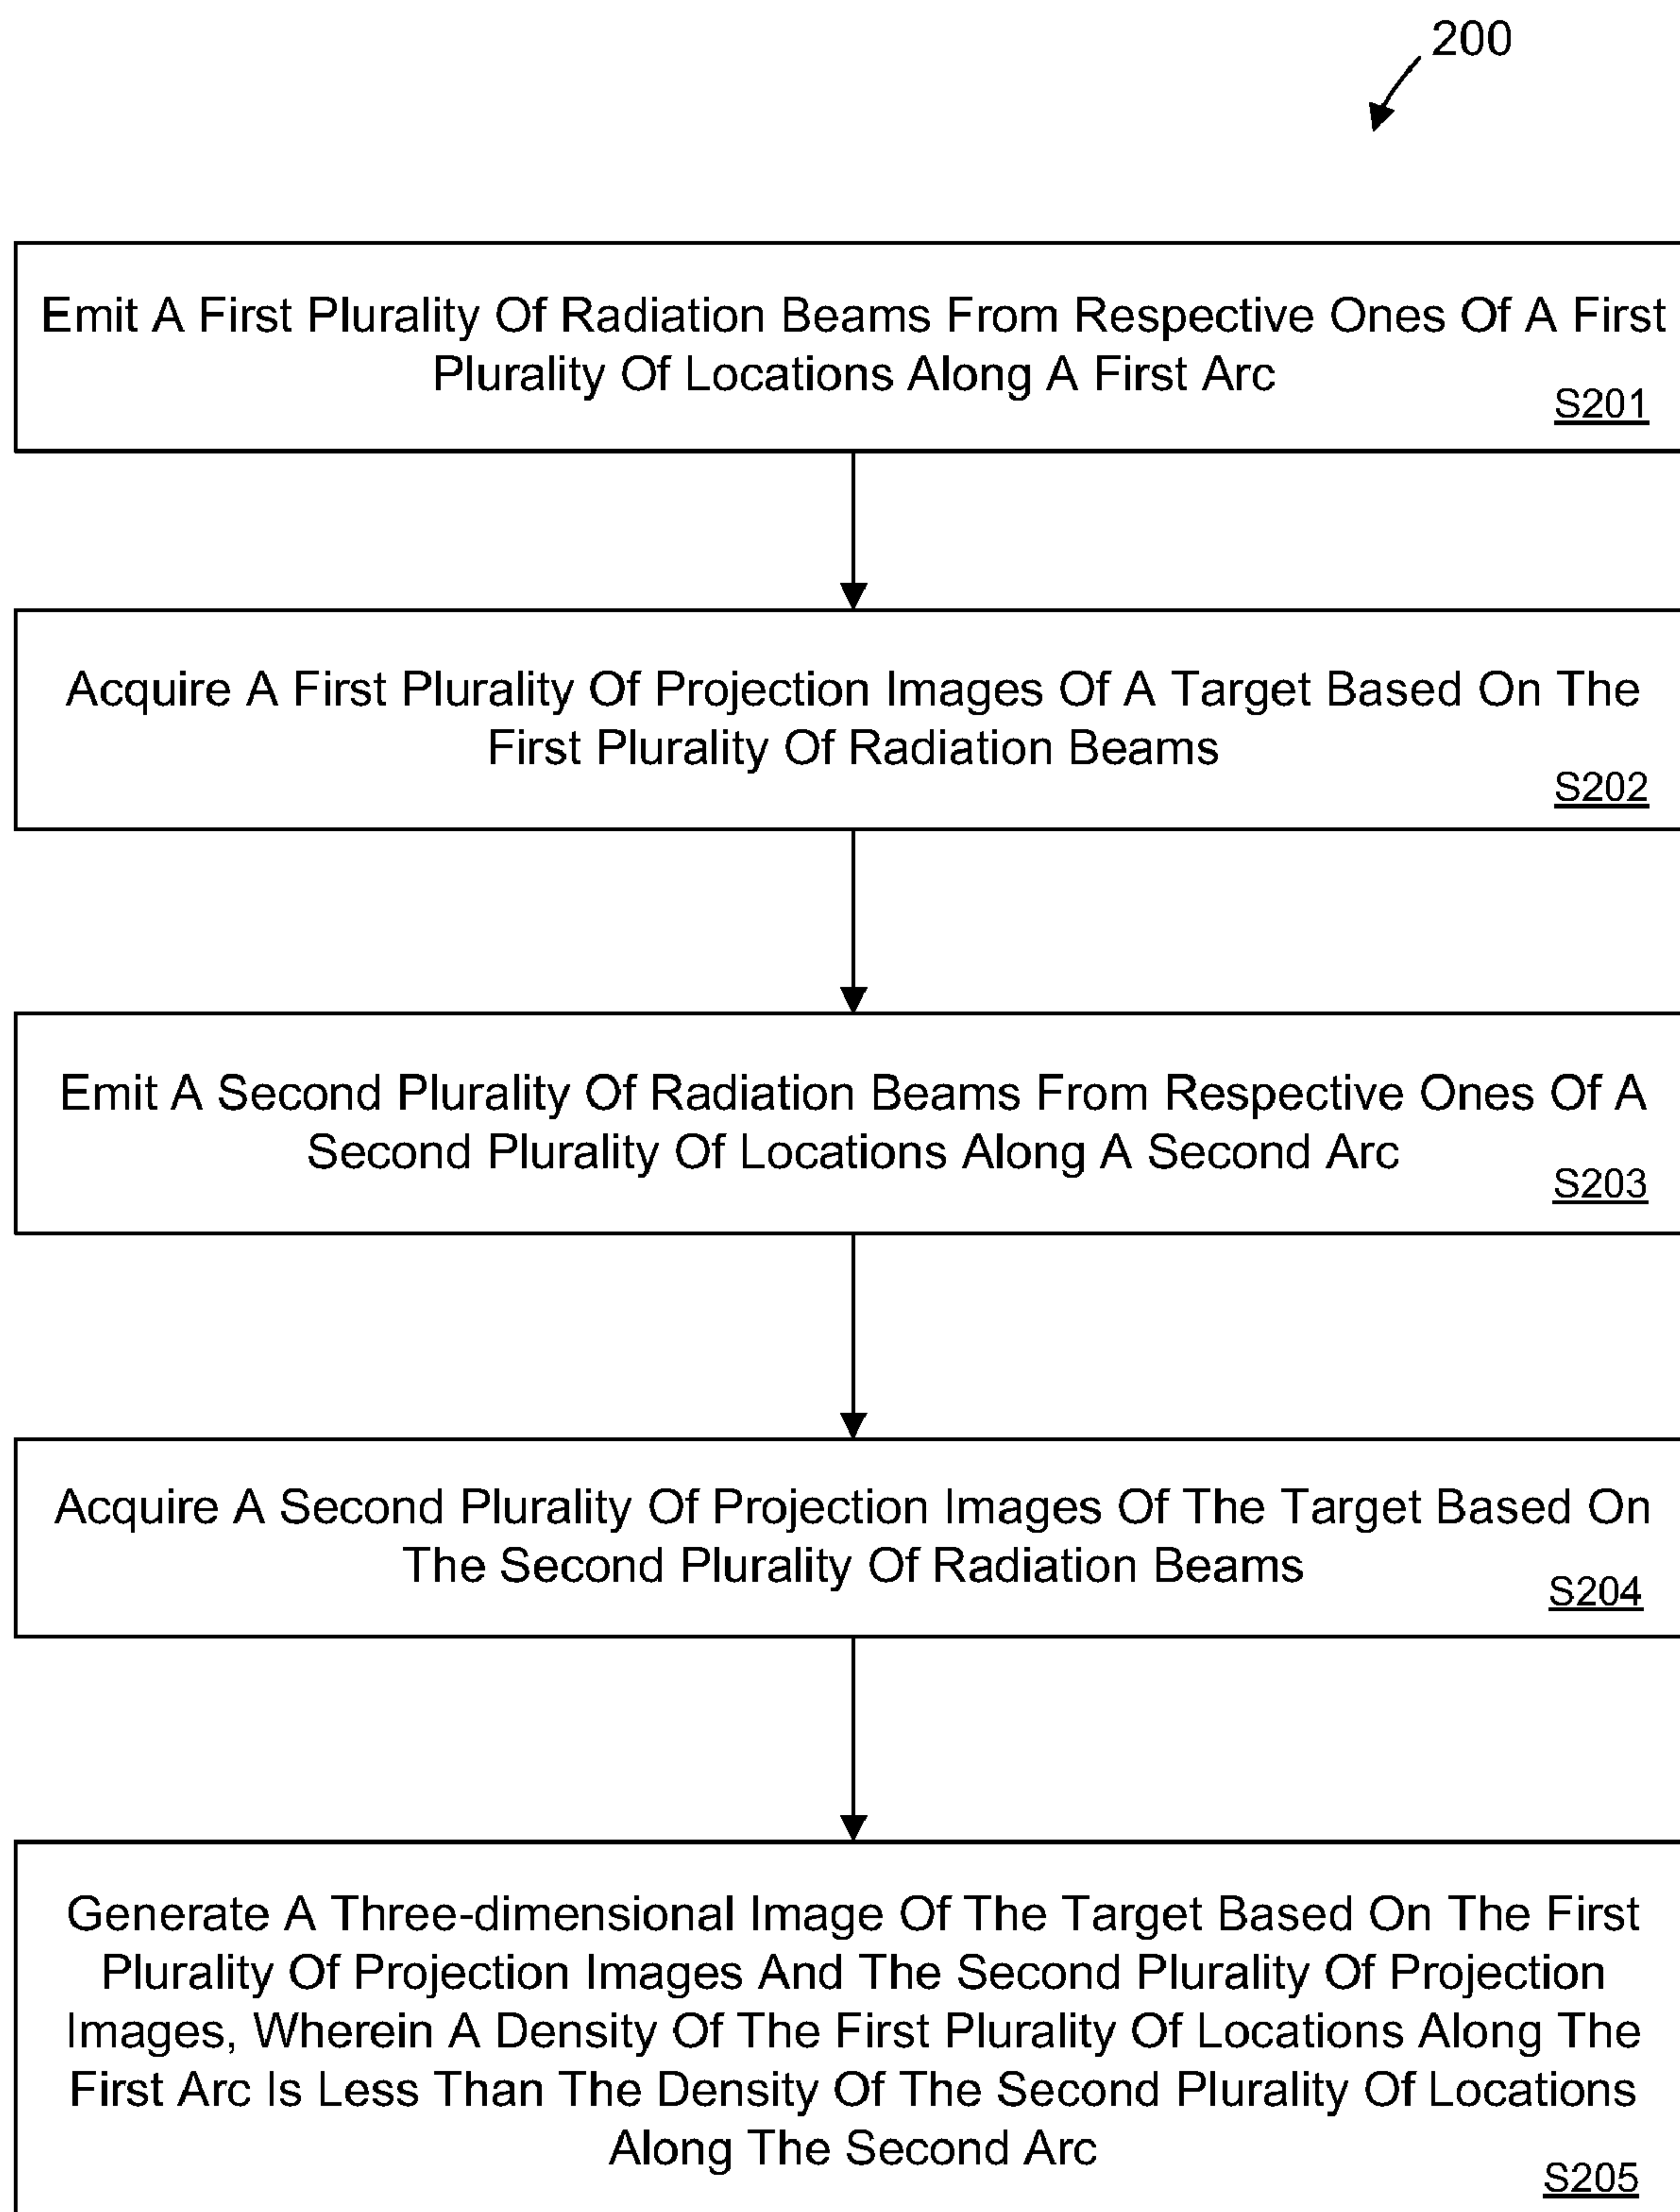 200
Emit A First Plurality Of Radiation Beams From Respective Ones Of A First
Plurality Of Locations Along A First Arc
S201
Acquire A First Plurality Of Projection Images Of A Target Based On The
First Plurality Of Radiation Beams
S202
Emit A Second Plurality Of Radiation Beams From Respective Ones Of A
Second Plurality Of Locations Along A Second Arc
S203
Acquire A Second Plurality Of Projection Images Of The Target Based On
The Second Plurality Of Radiation Beams
S204
Generate A Three-dimensional Image Of The Target Based On The First
Plurality Of Projection Images And The Second Plurality Of Projection
Images, Wherein A Density Of The First Plurality Of Locations Along The
First Arc Is Less Than The Density Of The Second Plurality Of Locations
Along The Second Arc
S205